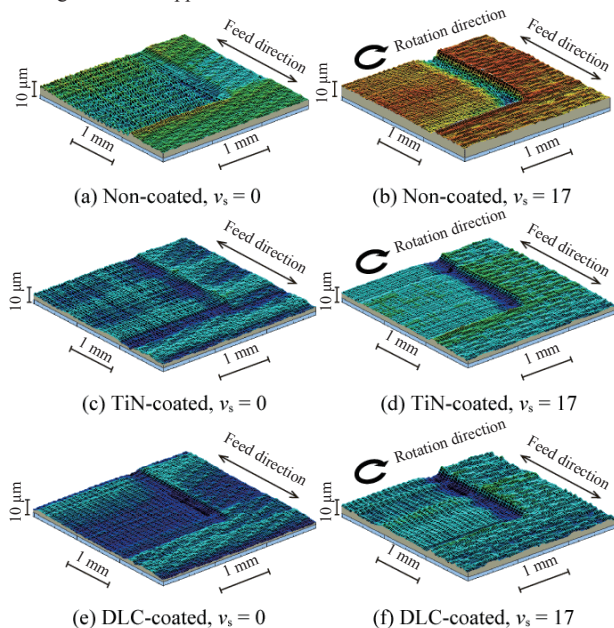 Feed direction
10 μm
1 mm
1 mm
(a) Non-coated, vs = 0
Rotation direction
Feed direction
10 μm
1 mm
1 mm
(b) Non-coated, vs = 17
Feed direction
10 μm
1 mm
1 mm
(c) TiN-coated, vs = 0
Rotation direction
Feed direction
10 μm
1 mm
1 mm
(d) TiN-coated, vs = 17
Feed direction
10 μm
1 mm
1 mm
(e) DLC-coated, vs = 0
Rotation direction
Feed direction
10 μm
1 mm
1 mm
(f) DLC-coated, vs = 17